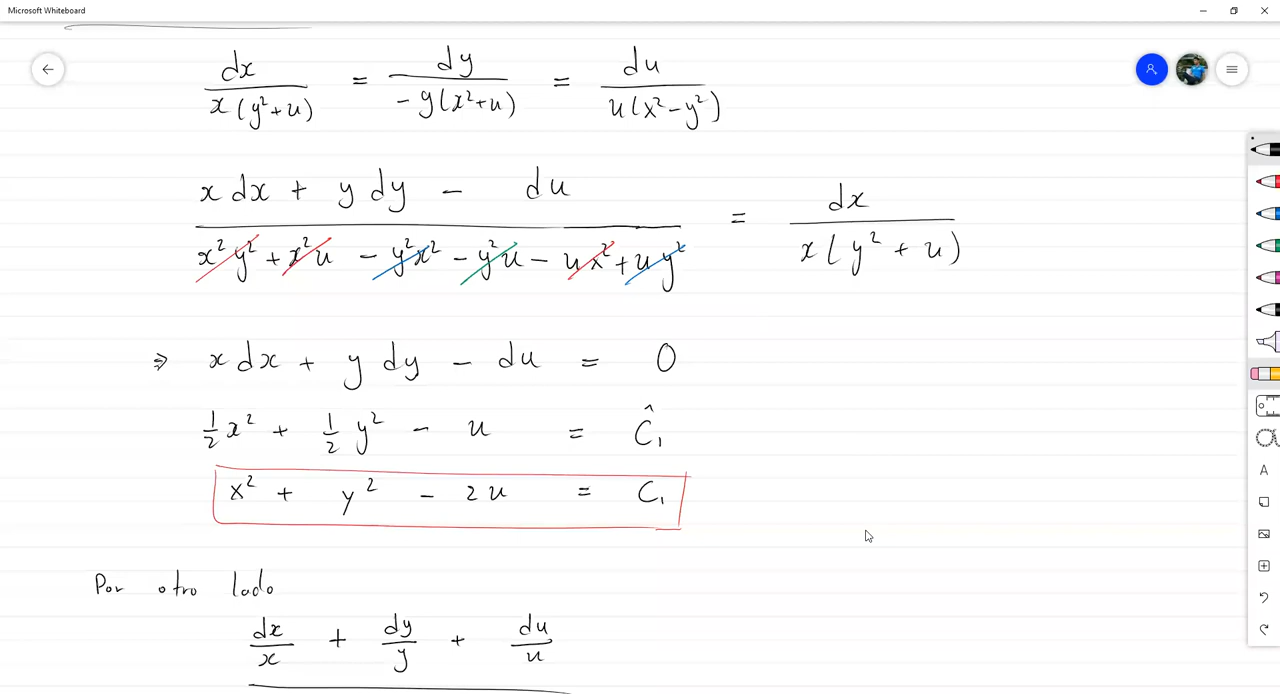 Microsoft Whiteboard
dx/(x(y²+u)) = dy/(-y(x²+u)) = du/(u(x²-y²))
(x dx + y dy - du)/(x²y² + x²u - y²x² - y²u - ux² + uy²) = dx/(x(y² + u))
⇒ x dx + y dy - du = 0
½x² + ½y² - u = Ĉ₁
x² + y² - 2u = C₁
Por otro lado
dx/x + dy/y + du/u
A